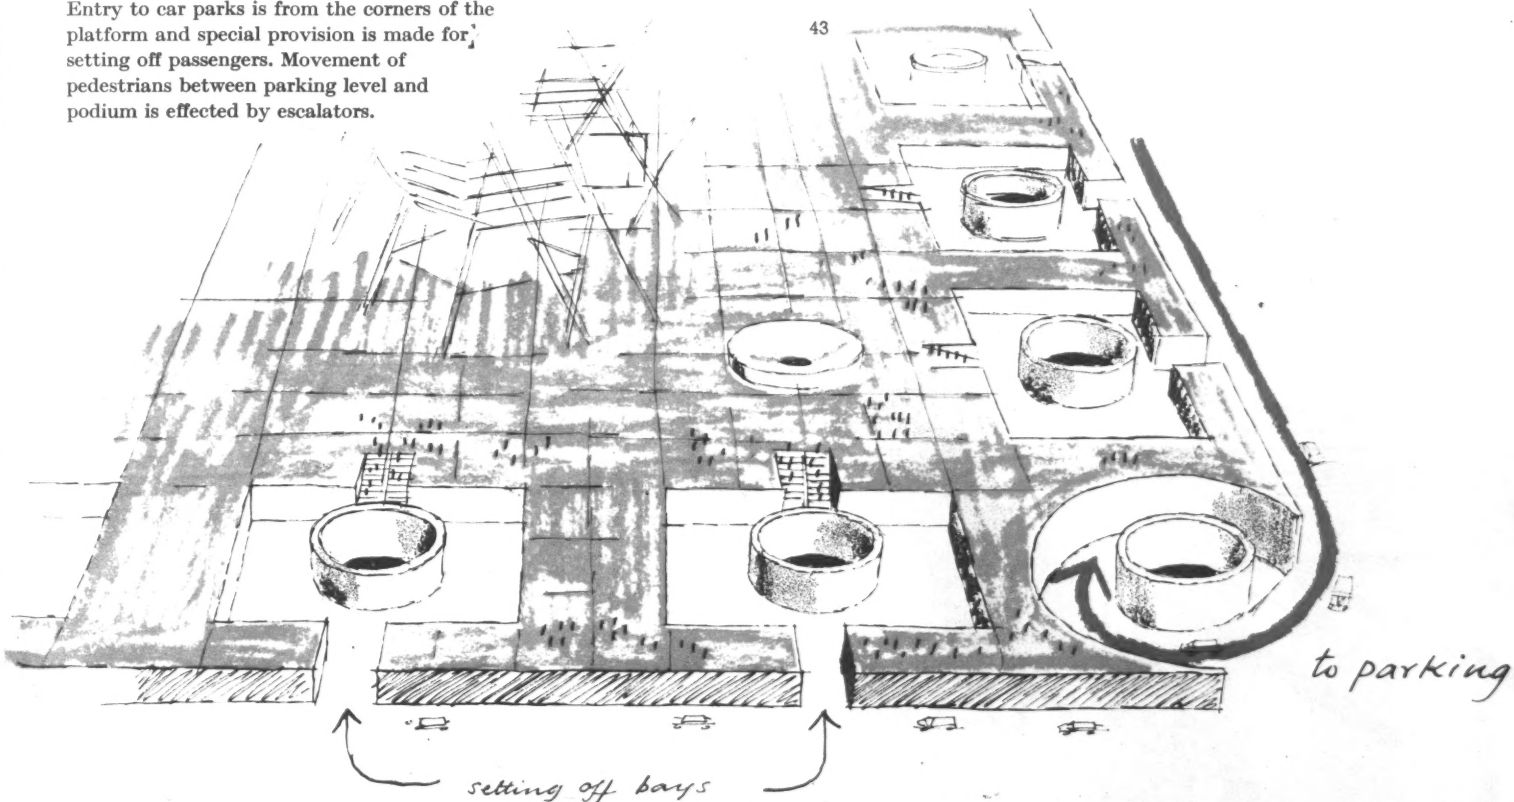 Entry to car parks is from the corners of the
platform and special provision is made for
setting off passengers. Movement of
pedestrians between parking level and
podium is effected by escalators.
43
to parking
setting off bays